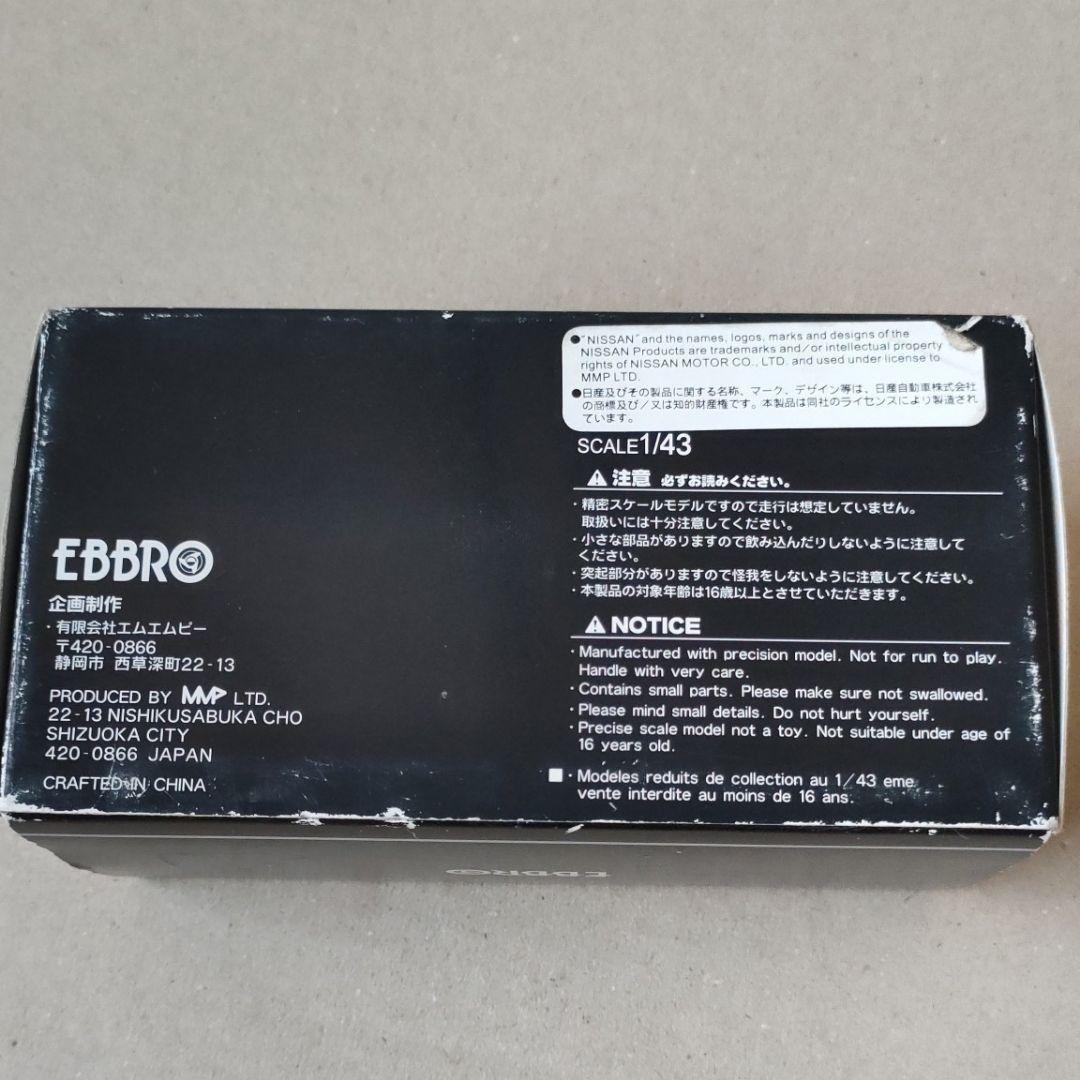 ●"NISSAN" and the names, logos, marks and designs of the
NISSAN Products are trademarks and/or intellectual property
rights of NISSAN MOTOR CO., LTD. and used under license to
MMP LTD.
●日産及びその製品に関する名称、マーク、デザイン等は、日産自動車株式会社
の商標及び/又は知的財産権です。本製品は同社のライセンスにより製造され
ています。
SCALE1/43
⚠ 注意 必ずお読みください。
・精密スケールモデルですので走行は想定していません。
取扱いには十分注意してください。
・小さな部品がありますので飲み込んだりしないように注意して
ください。
・突起部分がありますので怪我をしないように注意してください。
・本製品の対象年齢は16歳以上とさせていただきます。
⚠ NOTICE
・Manufactured with precision model. Not for run to play.
Handle with very care.
・Contains small parts. Please make sure not swallowed.
・Please mind small details. Do not hurt yourself.
・Precise scale model not a toy. Not suitable under age of
16 years old.
■・Modeles reduits de collection au 1/43 eme
vente interdite au moins de 16 ans.
EBBRO
企画制作
・有限会社エムエムピー
〒420-0866
静岡市 西草深町22-13
PRODUCED BY MMP LTD.
22-13 NISHIKUSABUKA CHO
SHIZUOKA CITY
420-0866 JAPAN
CRAFTED IN CHINA
EBBRO